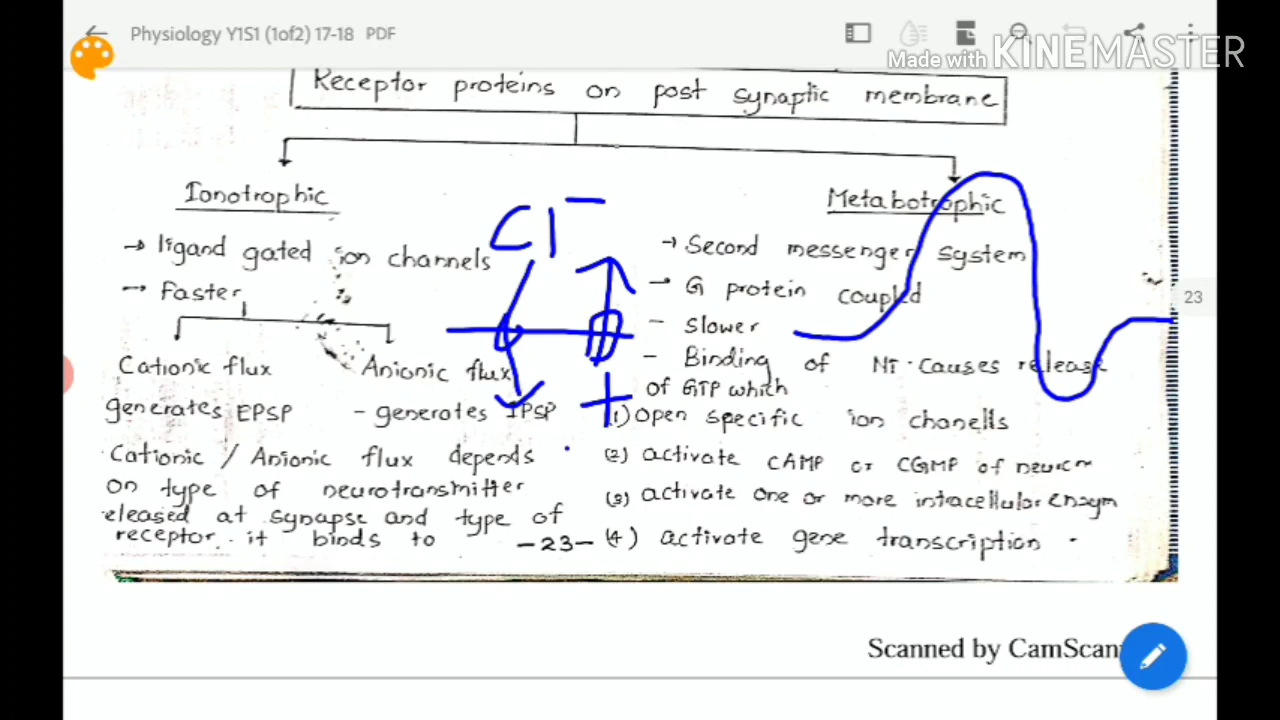 Physiology Y1S1 (1of2) 17-18 PDF
Made with KINEMASTER
Receptor proteins on post synaptic membrane
Ionotrophic
→ ligand gated ion channels
→ Faster
Cationic flux
generates EPSP
Anionic flux
- generates IPSP
Cationic / Anionic flux depends
on type of neurotransmitter
eleased at synapse and type of
receptor. it binds to
Cl⁻
+
Metabotrophic
→ Second messenger system
→ G protein coupled
- Slower
- Binding of NT. Causes release
of GTP which
(1) open specific ion chanells
(2) activate CAMP or CGMP of neuron
(3) activate one or more intacellular enzym
(4) activate gene transcription.
-23-
23
Scanned by CamScan